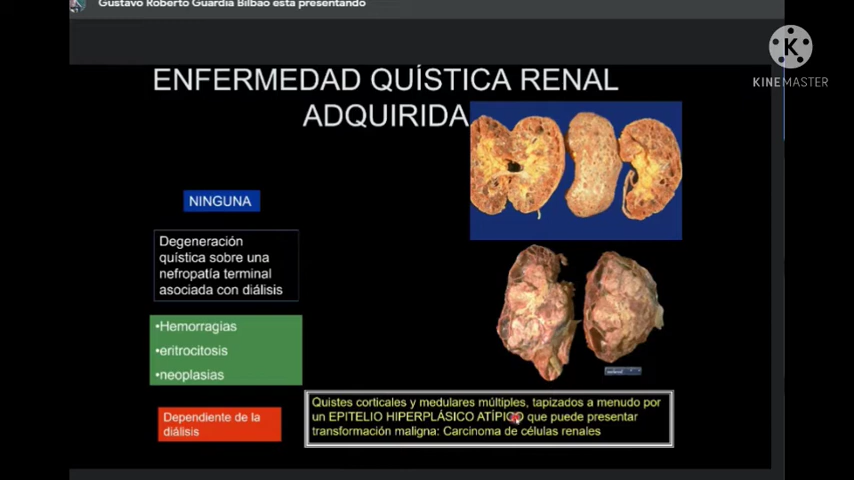 Gustavo Roberto Guardia Bilbao está presentando
KINEMASTER
ENFERMEDAD QUÍSTICA RENAL
ADQUIRIDA
NINGUNA
Degeneración
quística sobre una
nefropatía terminal
asociada con diálisis
•Hemorragias
•eritrocitosis
•neoplasias
Dependiente de la
diálisis
Quistes corticales y medulares múltiples, tapizados a menudo por
un EPITELIO HIPERPLÁSICO ATÍPICO que puede presentar
transformación maligna: Carcinoma de células renales